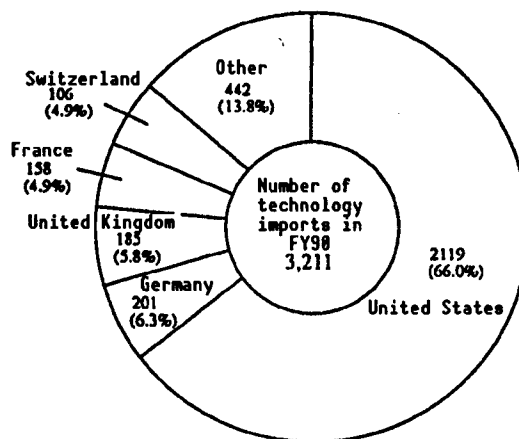 Other
442
(13.8%)
Switzerland
106
(4.9%)
France
158
(4.9%)
United Kingdom
185
(5.8%)
Germany
201
(6.3%)
Number of
technology
imports in
FY90
3,211
2119
(66.0%)
United States